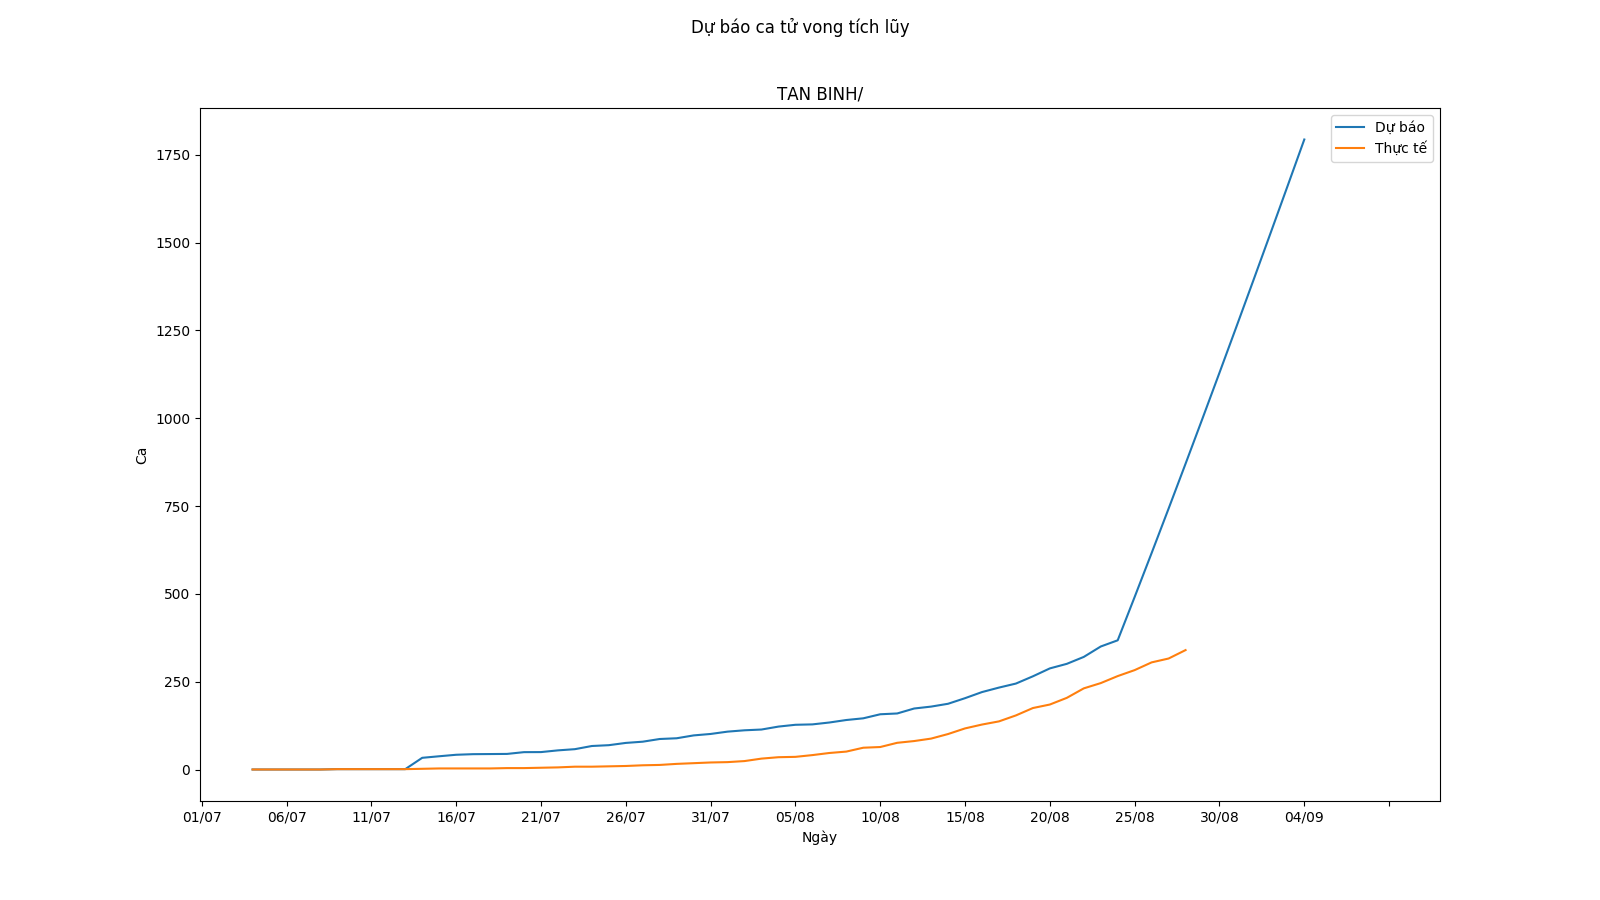 Dự báo ca tử vong tích lũy
TAN BINH/
Dự báo
Thực tế
1750
1500
1250
1000
750
500
250
0
Ca
01/07 06/07 11/07 16/07 21/07 26/07 31/07 05/08 10/08 15/08 20/08 25/08 30/08 04/09
Ngày